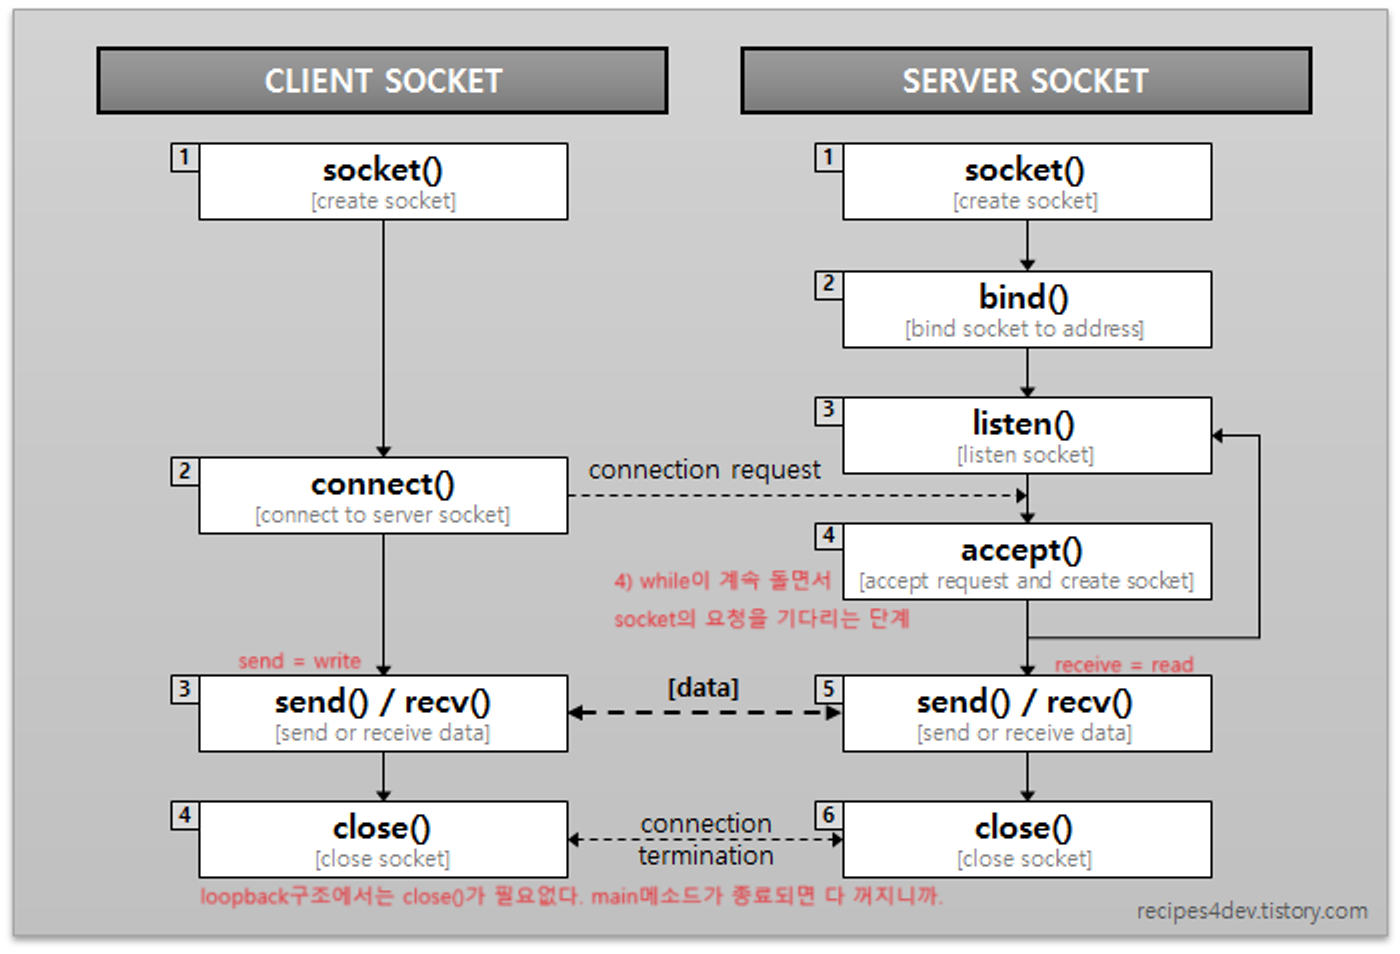 CLIENT SOCKET
SERVER SOCKET
1
socket()
[create socket]
1
socket()
[create socket]
2
bind()
[bind socket to address]
3
listen()
[listen socket]
2
connect()
[connect to server socket]
connection request
4
accept()
[accept request and create socket]
4) while이 계속 돌면서
socket의 요청을 기다리는 단계
send = write
receive = read
3
send() / recv()
[send or receive data]
[data]
5
send() / recv()
[send or receive data]
4
close()
[close socket]
connection
termination
6
close()
[close socket]
loopback구조에서는 close()가 필요없다. main메소드가 종료되면 다 꺼지니까.
recipes4dev.tistory.com